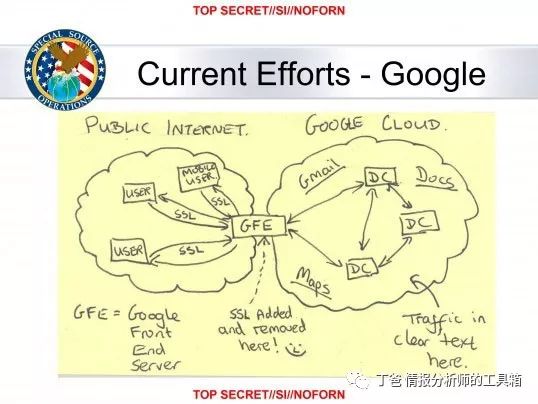 TOP SECRET//SI//NOFORN
SPECIAL SOURCE
OPERATIONS
Current Efforts - Google
PUBLIC INTERNET.
GOOGLE CLOUD.
MOBILE
USER.
Gmail
DC
Docs
USER
SSL
SSL
GFE
DC
USER
SSL
Maps
DC
GFE = Google
Front
End
Server
SSL Added
and removed
here!
Traffic in
clear text
here.
丁爸 情报分析师的工具箱
TOP SECRET//SI//NOFORN